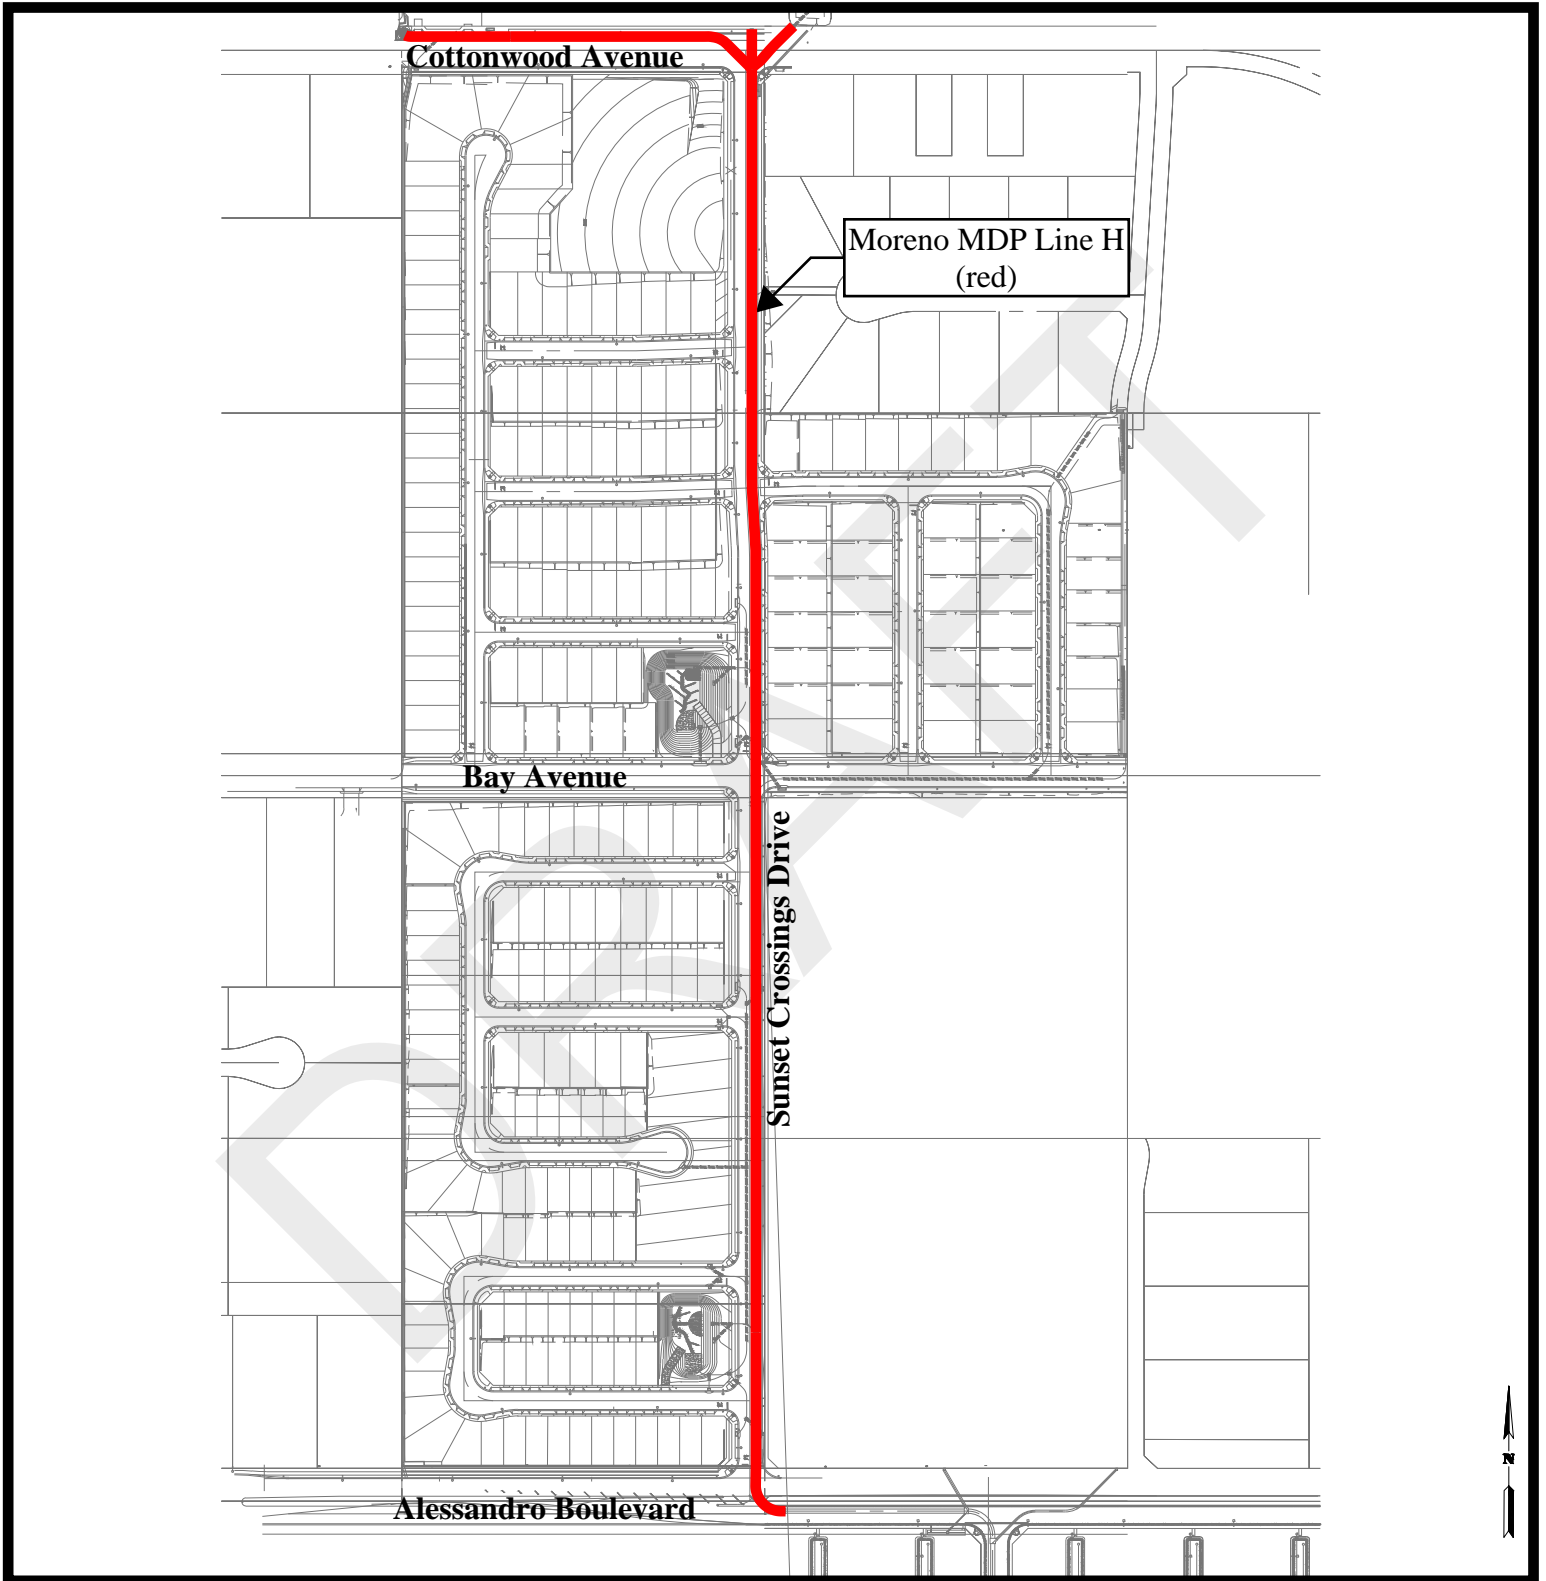 Cottonwood Avenue
Moreno MDP Line H
(red)
Bay Avenue
Sunset Crossings Drive
Alessandro Boulevard
N
DRAFT